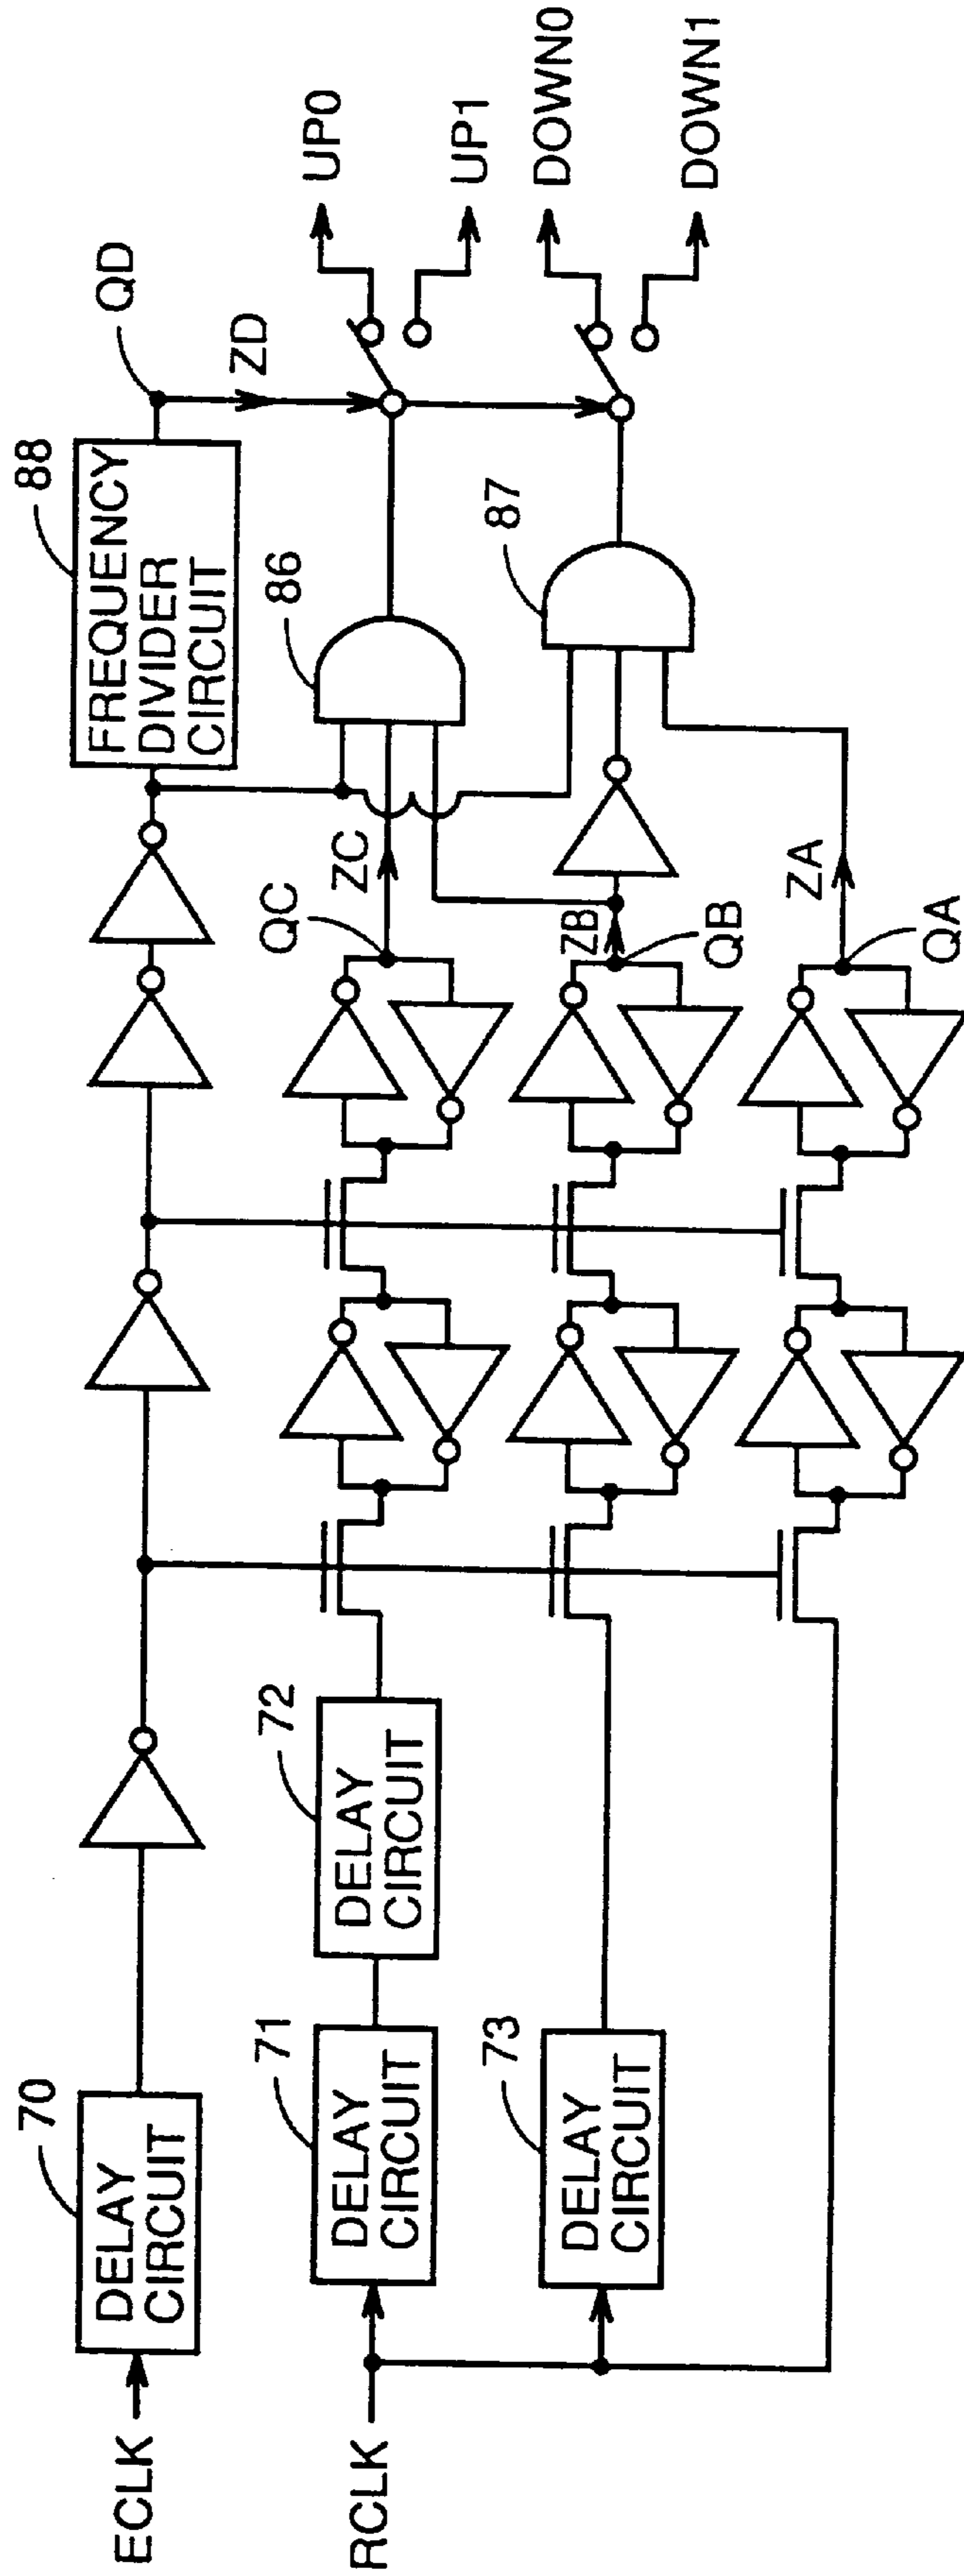 ECLK
70
DELAY
CIRCUIT
88
FREQUENCY
DIVIDER
CIRCUIT
QD
ZD
RCLK
71
DELAY
CIRCUIT
72
DELAY
CIRCUIT
QC
ZC
86
UP0
UP1
73
DELAY
CIRCUIT
ZB
QB
87
DOWN0
DOWN1
QA
ZA